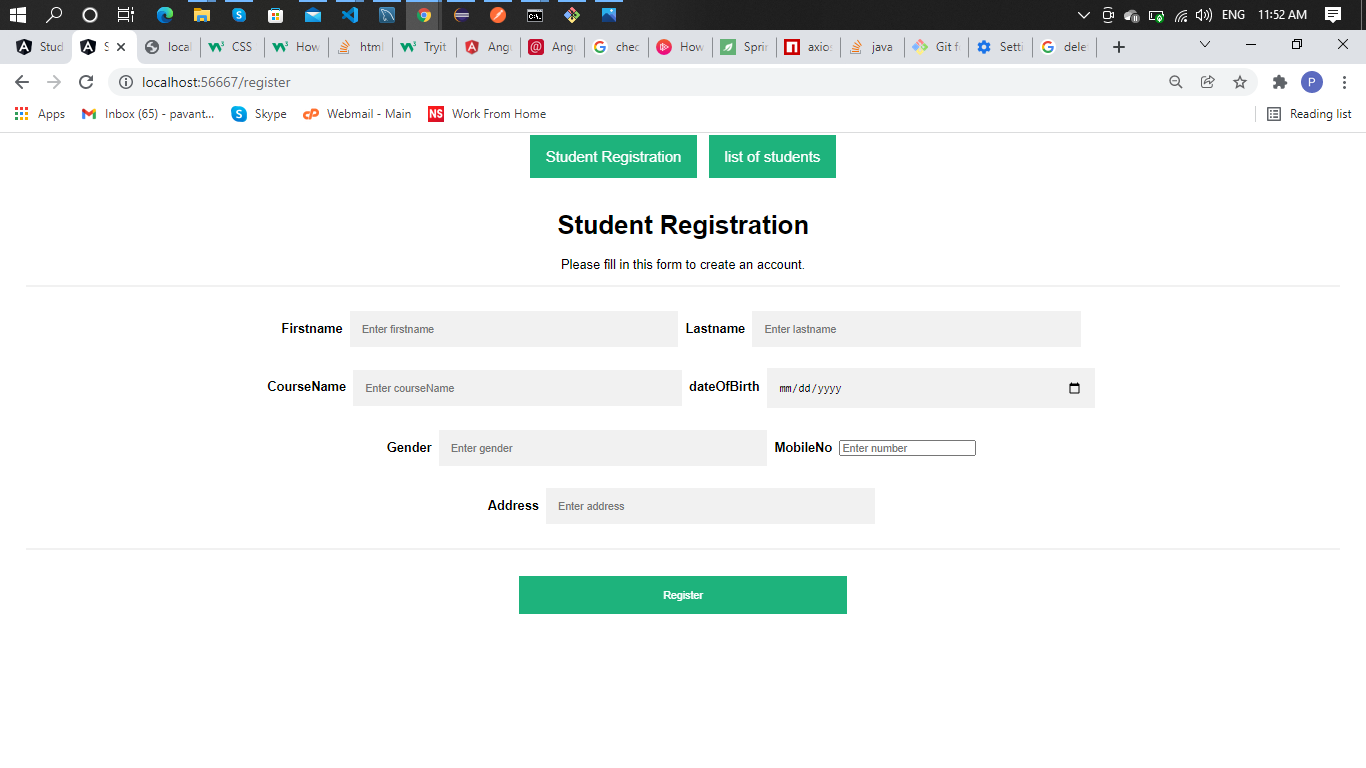 ENG 11:52 AM
Stud S local CSS How html Tryit Ang Ang chec How Sprin axio java Git f Setti dele
localhost:56667/register P
Apps Inbox (65) - pavant... Skype Webmail - Main NS Work From Home Reading list
Student Registration list of students
Student Registration
Please fill in this form to create an account.
Firstname Enter firstname Lastname Enter lastname
CourseName Enter courseName dateOfBirth mm/dd/yyyy
Gender Enter gender MobileNo Enter number
Address Enter address
Register